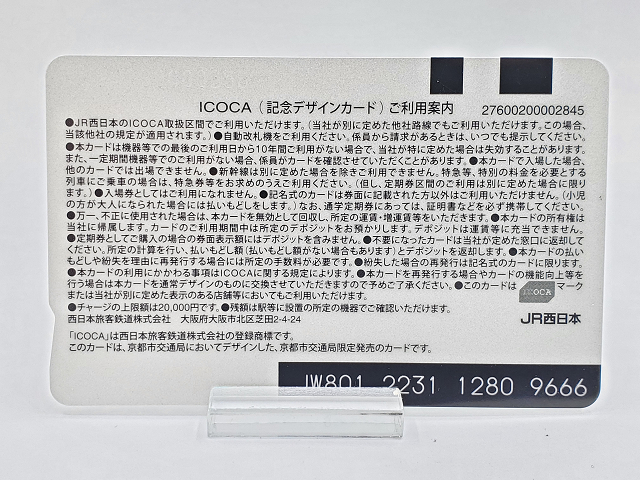 ICOCA（記念デザインカード）ご利用案内
27600200002845
●JR西日本のICOCA取扱区間でご利用いただけます。(当社が別に定めた他社路線でもご利用いただけます。この場合、
当該他社の規定が適用されます。)●自動改札機をご利用ください。係員から請求があるときは、いつでも提示してください。
●本カードは機器等での最後のご利用日から10年間ご利用がない場合で、当社が特に定めた場合は失効することがあります。
また、一定期間機器等でのご利用がない場合、係員がカードを確認させていただくことがあります。●本カードで入場した場合、
他のカードでは出場できません。●新幹線は別に定める場合を除きご利用できません。特急等、特別の料金を必要とする
列車にご乗車の場合は、特急券等をお求めのうえご利用ください。(但し、定期券区間のご利用は別に定める場合に限り
ます。)●入場券としてはご利用になれません。●記名式のカードは券面に記載された方以外はご利用いただけません。(小児
の方が大人になられた場合には区間変更も払いもどしをします。)なお、通学定期券にあっては、証明書などを必ず携帯してください。
●万一、不正に使用された場合は、本カードを無効として回収し、所定の運賃・増運賃等をいただきます。●本カードの所有権は
当社に帰属します。カードのご利用期間中は所定のデポジットをお預かりします。デポジットは運賃等に充当できません。
●定期券としてご購入の場合の券面表示額にはデポジットを含みません。●不要になったカードは当社が定めた窓口に返却して
ください。所定の計算を行い、払いもどし額(払いもどし額がない場合もあります)とデポジットを返却します。●本カードの払い
もどしや紛失を理由に再発行する場合には所定の手数料が必要です。●紛失した場合の再発行は記名式のカードに限ります。
●本カードの利用にかかわる事項はICOCAに関する規定によります。●本カードを再発行する場合やカードの機能向上等を
行う場合は本カードを通常デザインのものに交換させていただきますので予めご了承ください。●このカードは ICOCA マーク
または当社が別に定めた表示のある店舗等においてもご利用いただけます。
●チャージの上限額は20,000円です。●残額は駅等に設置の所定の機器でご確認いただけます。
西日本旅客鉄道株式会社　大阪府大阪市北区芝田2-4-24
JR西日本
「ICOCA」は西日本旅客鉄道株式会社の登録商標です。
このカードは、京都市交通局においてデザインした、京都市交通局限定発売のカードです。
JW801 2231 1280 9666